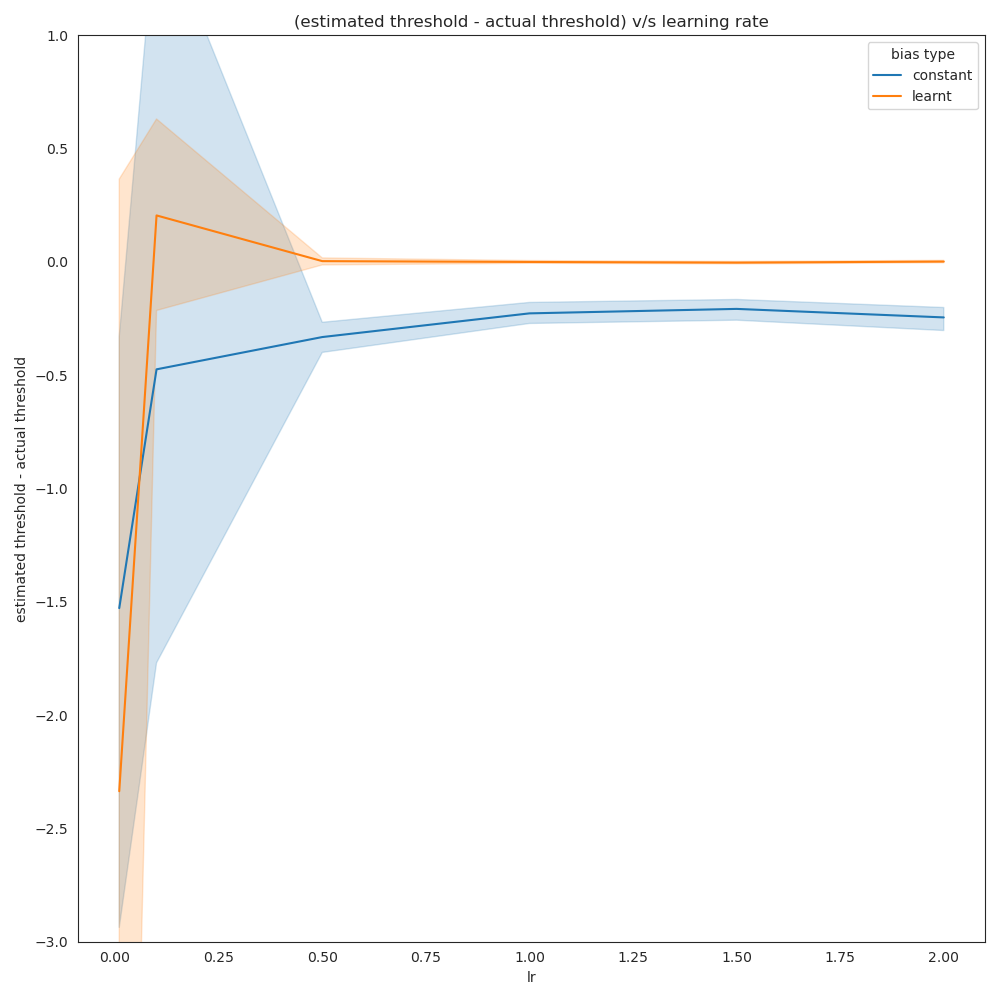 (estimated threshold - actual threshold) v/s learning rate
bias type
constant
learnt
estimated threshold - actual threshold
1.0
0.5
0.0
−0.5
−1.0
−1.5
−2.0
−2.5
−3.0
0.00 0.25 0.50 0.75 1.00 1.25 1.50 1.75 2.00
lr